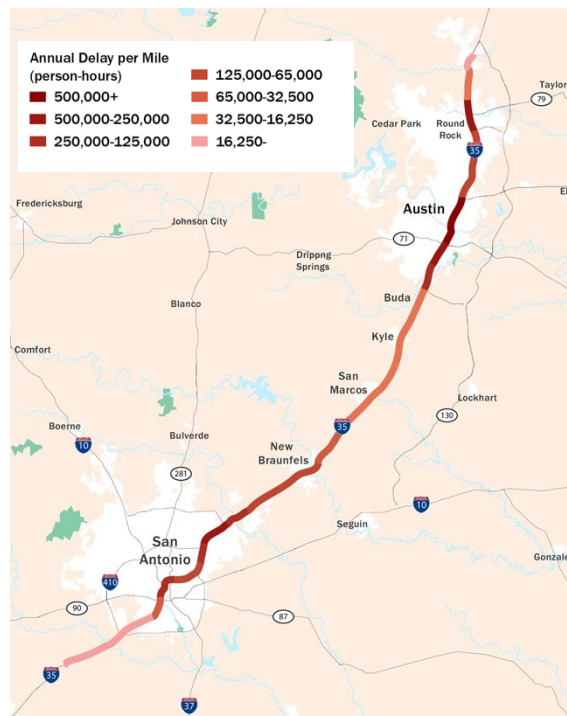 Annual Delay per Mile
(person-hours)
500,000+
500,000-250,000
250,000-125,000
125,000-65,000
65,000-32,500
32,500-16,250
16,250-
Taylor
79
Cedar Park
Round
Rock
35
Fredericksburg
Austin
El
Johnson City
71
Drippng
Springs
Buda
Blanco
Kyle
Comfort
San
Marcos
Lockhart
130
Boerne
Bulverde
35
10
New
Braunfels
281
10
Seguin
San
Antonio
Gonzale
410
90
87
35
37